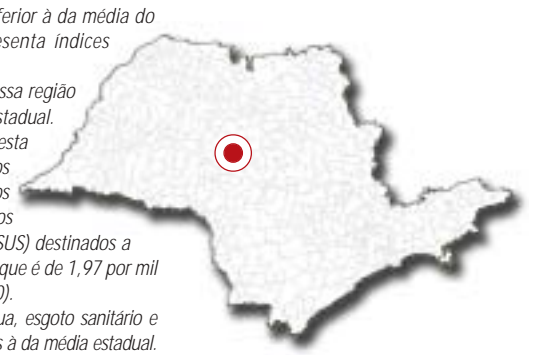 ferior à da média do
esenta índices
ssa região
stadual.
esta
os
os
os
SUS) destinados a
que é de 1,97 por mil
0).
ua, esgoto sanitário e
s à da média estadual.